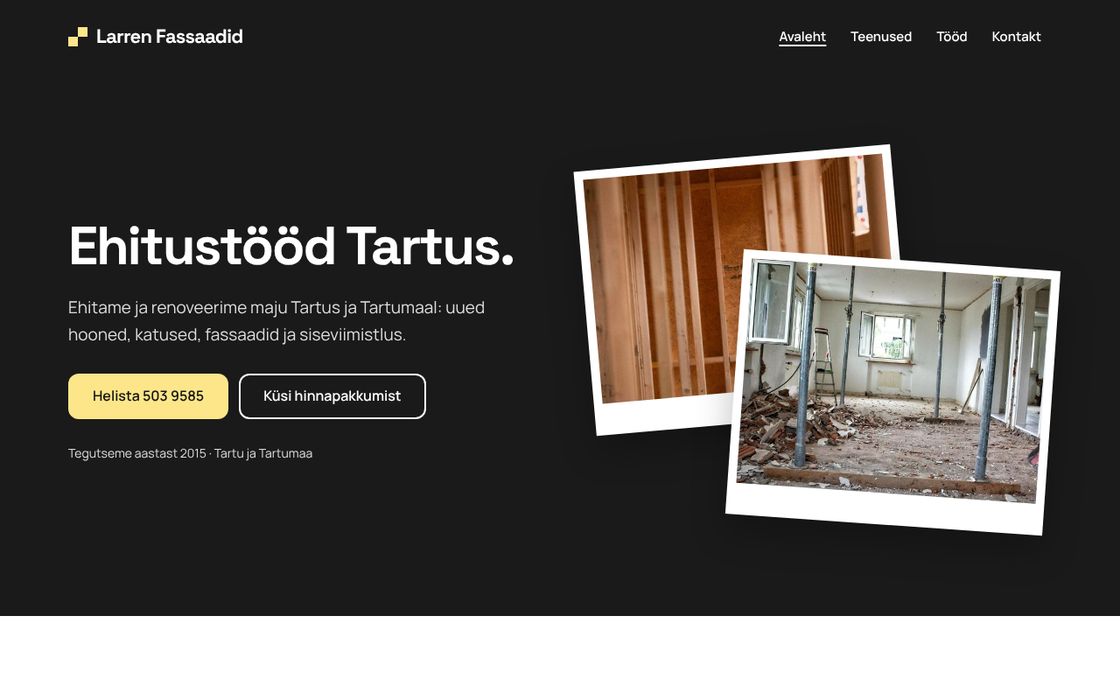 Larren Fassaadid
Avaleht Teenused Tööd Kontakt
Ehitustööd Tartus.
Ehitame ja renoveerime maju Tartus ja Tartumaal: uued
hooned, katused, fassaadid ja siseviimistlus.
Helista 503 9585
Küsi hinnapakkumist
Tegutseme aastast 2015 · Tartu ja Tartumaa